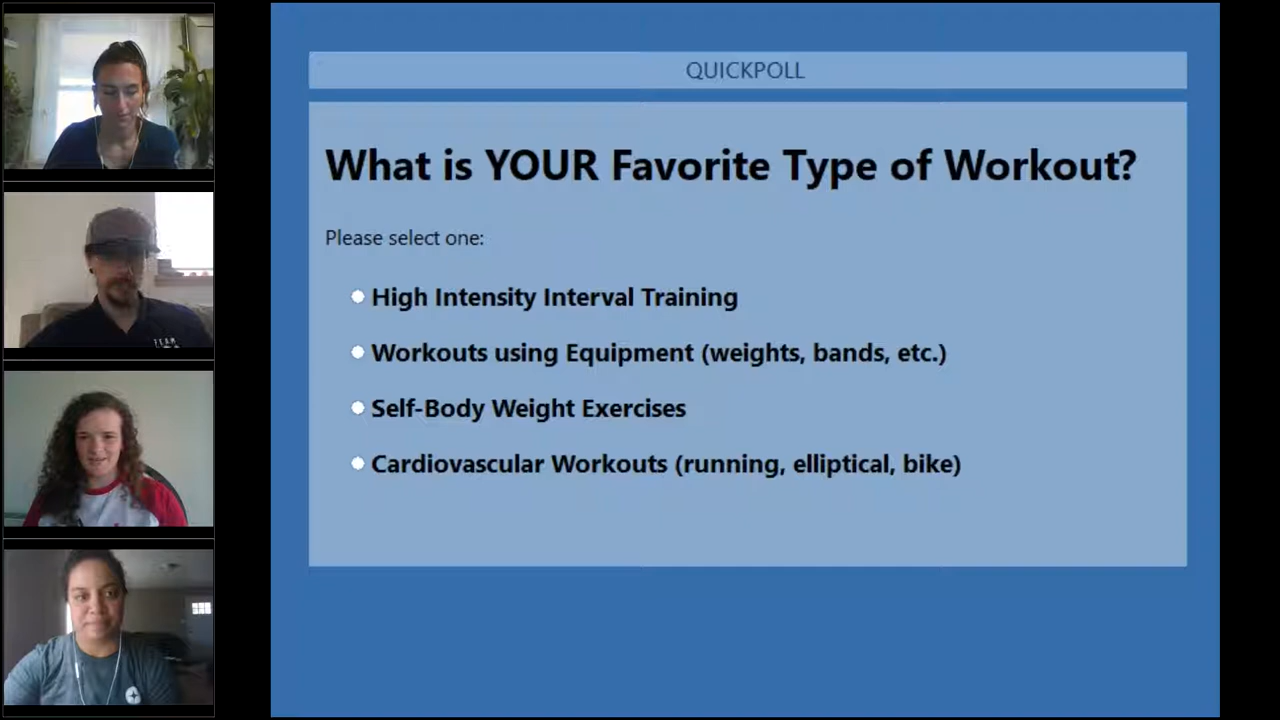 QUICKPOLL
What is YOUR Favorite Type of Workout?
Please select one:
High Intensity Interval Training
Workouts using Equipment (weights, bands, etc.)
Self-Body Weight Exercises
Cardiovascular Workouts (running, elliptical, bike)
TEAM